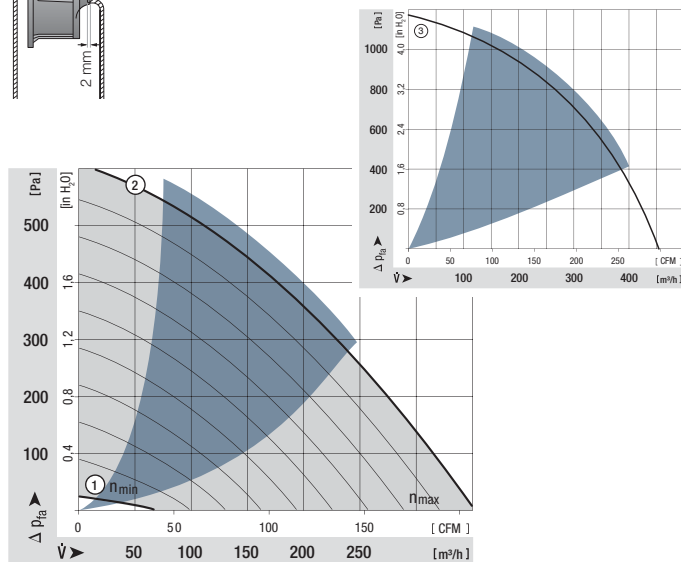 2 mm
[Pa]
[in H2O]
3
1000
4,0
800
3,2
600
2,4
400
1,6
200
0,8
Δ pfa
0 50 100 150 200 250 [ CFM
V̇ 100 200 300 400 [m³/h]
[Pa]
[in H2O]
2
500
400
1,6
300
1,2
200
0,8
100
0,4
1 nmin
nmax
Δ pfa
0 50 100 150 [ CFM]
V̇ 50 100 150 200 250 [m³/h]